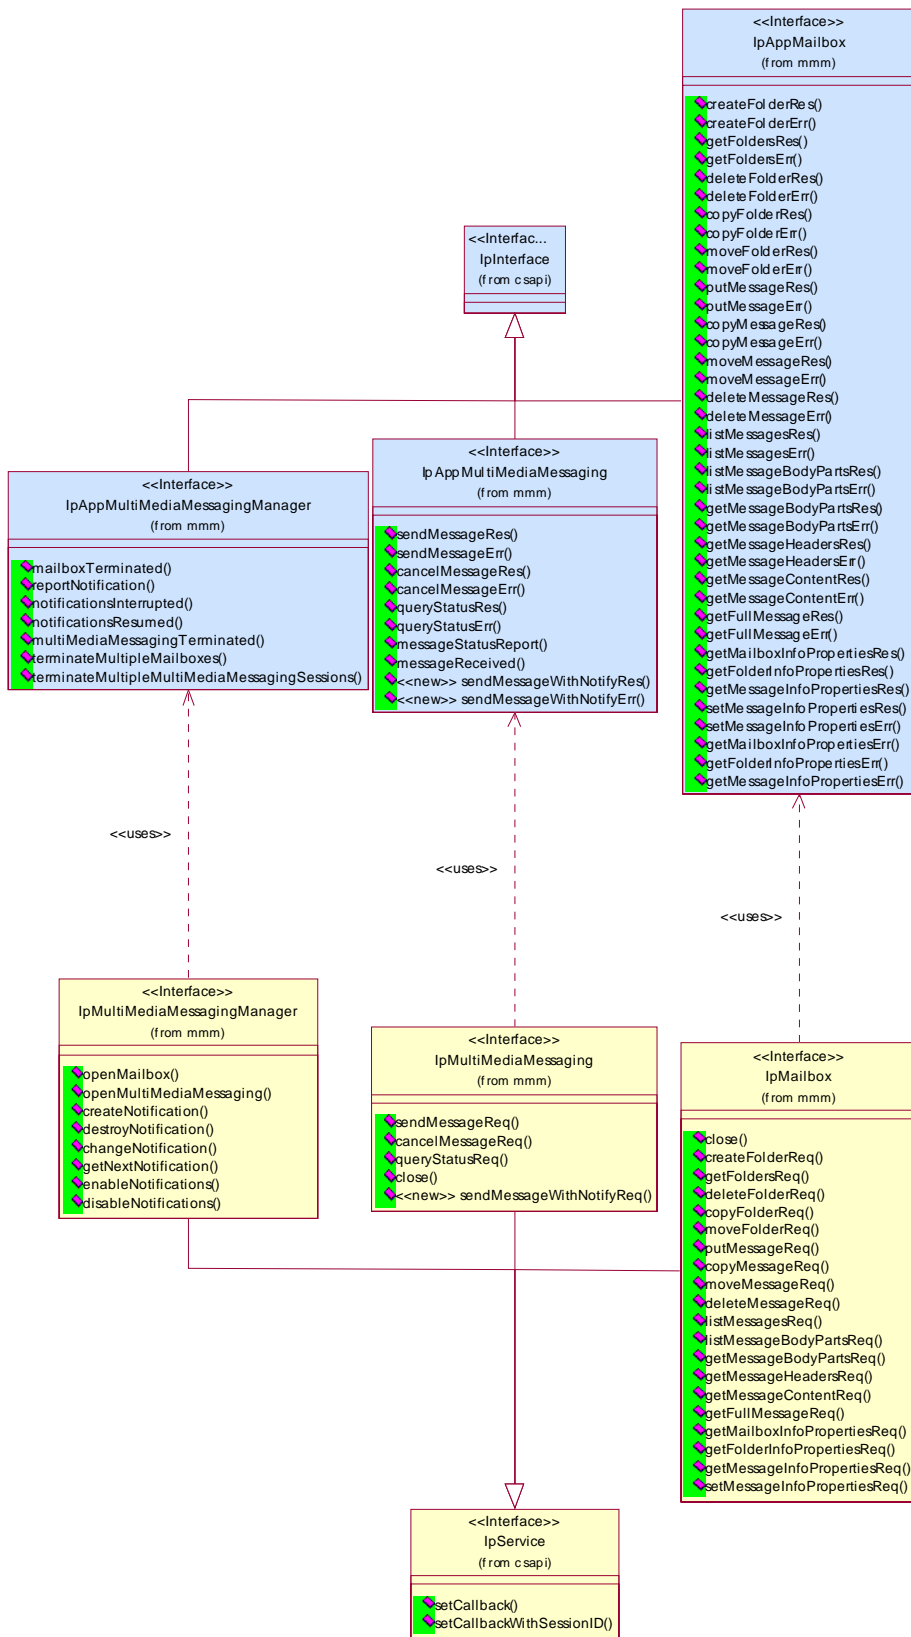 <<Interface>>
IpAppMailbox
(from mmm)
createFolderRes()
createFolderErr()
getFoldersRes()
getFoldersErr()
deleteFolderRes()
deleteFolderErr()
copyFolderRes()
copyFolderErr()
moveFolderRes()
moveFolderErr()
putMessageRes()
putMessageErr()
copyMessageRes()
copyMessageErr()
moveMessageRes()
moveMessageErr()
deleteMessageRes()
deleteMessageErr()
listMessagesRes()
listMessagesErr()
listMessageBodyPartsRes()
listMessageBodyPartsErr()
getMessageBodyPartsRes()
getMessageBodyPartsErr()
getMessageHeadersRes()
getMessageHeadersErr()
getMessageContentRes()
getMessageContentErr()
getFullMessageRes()
getFullMessageErr()
getMailboxInfoPropertiesRes()
getFolderInfoPropertiesRes()
getMessageInfoPropertiesRes()
setMessageInfoPropertiesRes()
setMessageInfoPropertiesErr()
getMailboxInfoPropertiesErr()
getFolderInfoPropertiesErr()
getMessageInfoPropertiesErr()
<<Interfac...
IpInterface
(from csapi)
<<Interface>>
IpAppMultiMediaMessagingManager
(from mmm)
mailboxTerminated()
reportNotification()
notificationsInterrupted()
notificationsResumed()
multiMediaMessagingTerminated()
terminateMultipleMailboxes()
terminateMultipleMultiMediaMessagingSessions()
<<Interface>>
IpAppMultiMediaMessaging
(from mmm)
sendMessageRes()
sendMessageErr()
cancelMessageRes()
cancelMessageErr()
queryStatusRes()
queryStatusErr()
messageStatusReport()
messageReceived()
<<new>> sendMessageWithNotifyRes()
<<new>> sendMessageWithNotifyErr()
<<uses>>
<<uses>>
<<uses>>
<<Interface>>
IpMultiMediaMessagingManager
(from mmm)
openMailbox()
openMultiMediaMessaging()
createNotification()
destroyNotification()
changeNotification()
getNextNotification()
enableNotifications()
disableNotifications()
<<Interface>>
IpMultiMediaMessaging
(from mmm)
sendMessageReq()
cancelMessageReq()
queryStatusReq()
close()
<<new>> sendMessageWithNotifyReq()
<<Interface>>
IpMailbox
(from mmm)
close()
createFolderReq()
getFoldersReq()
deleteFolderReq()
copyFolderReq()
moveFolderReq()
putMessageReq()
copyMessageReq()
moveMessageReq()
deleteMessageReq()
listMessagesReq()
listMessageBodyPartsReq()
getMessageBodyPartsReq()
getMessageHeadersReq()
getMessageContentReq()
getFullMessageReq()
getMailboxInfoPropertiesReq()
getFolderInfoPropertiesReq()
getMessageInfoPropertiesReq()
setMessageInfoPropertiesReq()
<<Interface>>
IpService
(from csapi)
setCallback()
setCallbackWithSessionID()